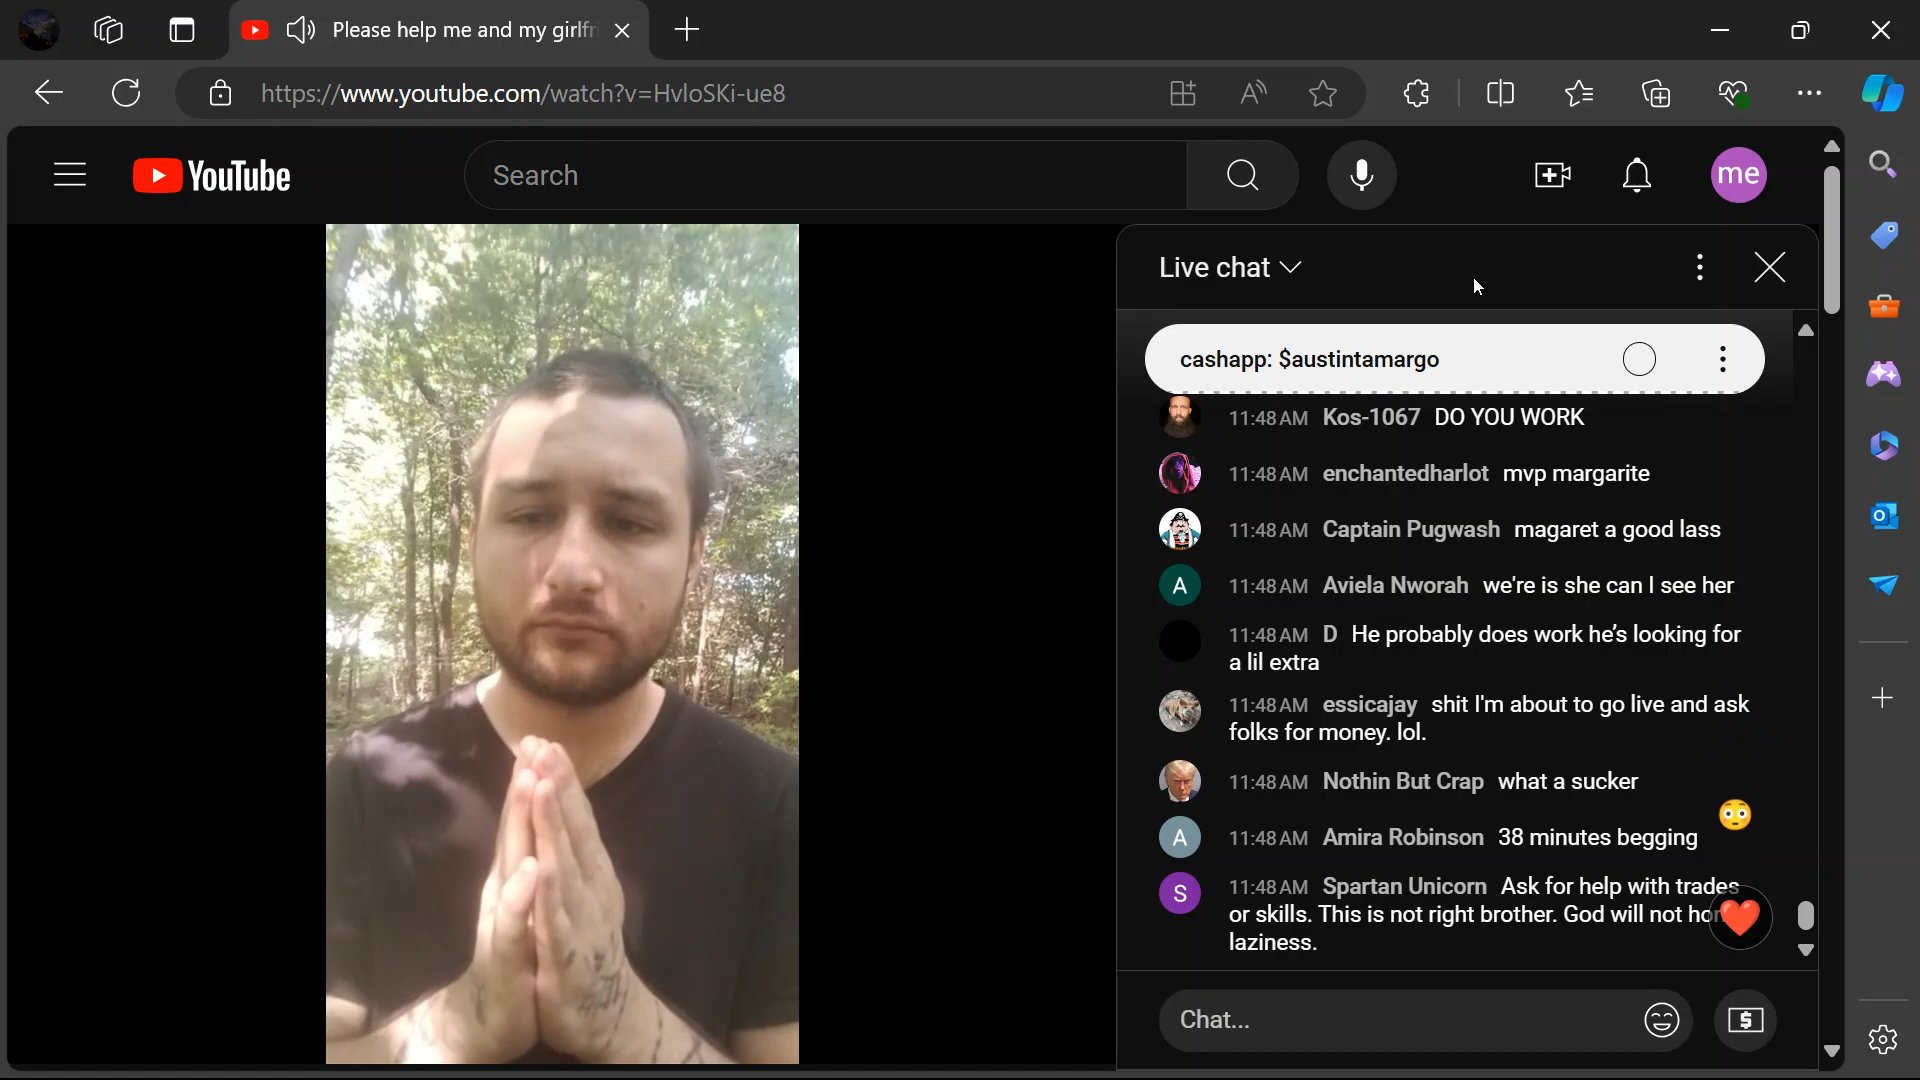 Please help me and my girlfr
https://www.youtube.com/watch?v=HvloSKi-ue8
YouTube
Search
me
Live chat
cashapp: $austintamargo
11:48 AM Kos-1067 DO YOU WORK
11:48 AM enchantedharlot mvp margarite
11:48 AM Captain Pugwash magaret a good lass
A 11:48 AM Aviela Nworah we're is she can I see her
11:48 AM D He probably does work he's looking for
a lil extra
11:48 AM essicajay shit I'm about to go live and ask
folks for money. lol.
11:48 AM Nothin But Crap what a sucker
A 11:48 AM Amira Robinson 38 minutes begging
S 11:48 AM Spartan Unicorn Ask for help with trades
or skills. This is not right brother. God will not
laziness.
Chat...